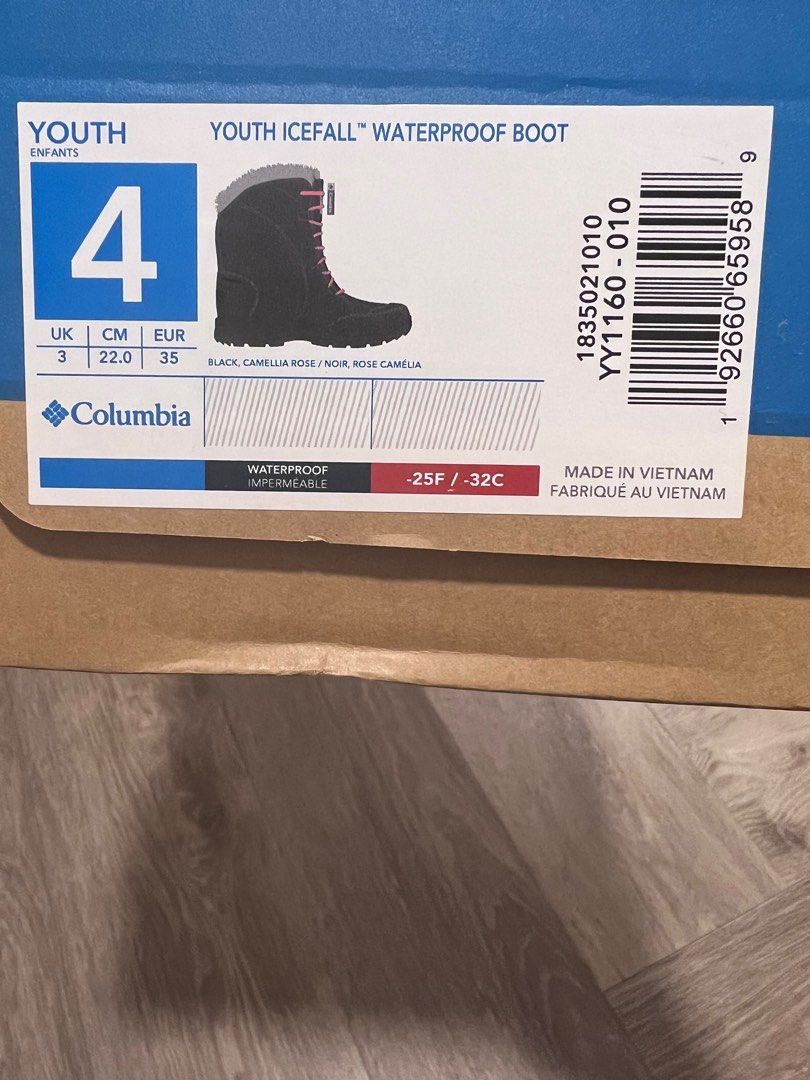 YOUTH
ENFANTS
YOUTH ICEFALL™ WATERPROOF BOOT
4
UK CM EUR
3 22.0 35
BLACK, CAMELLIA ROSE / NOIR, ROSE CAMÉLIA
Columbia
WATERPROOF
IMPERMÉABLE
-25F / -32C
MADE IN VIETNAM
FABRIQUÉ AU VIETNAM
1835021010
YY1160 - 010
1 92660 65958 9